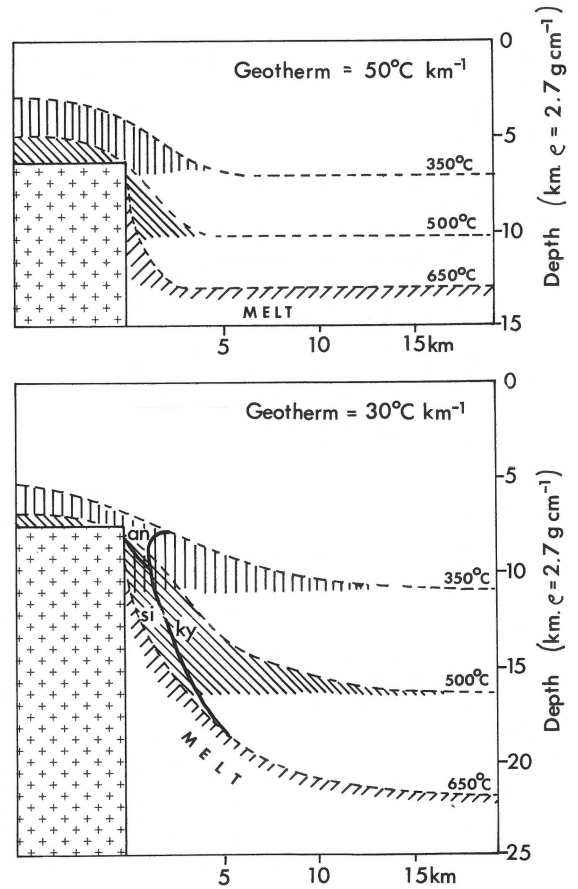 Geotherm = 50°C km⁻¹
0
5
10
15
350°C
500°C
650°C
MELT
5 10 15km
Depth (km. ϱ = 2.7 g cm⁻³)
Geotherm = 30°C km⁻¹
0
5
10
15
20
25
350°C
500°C
650°C
an
si
ky
MELT
5 10 15km
Depth (km. ϱ = 2.7 g cm⁻³)